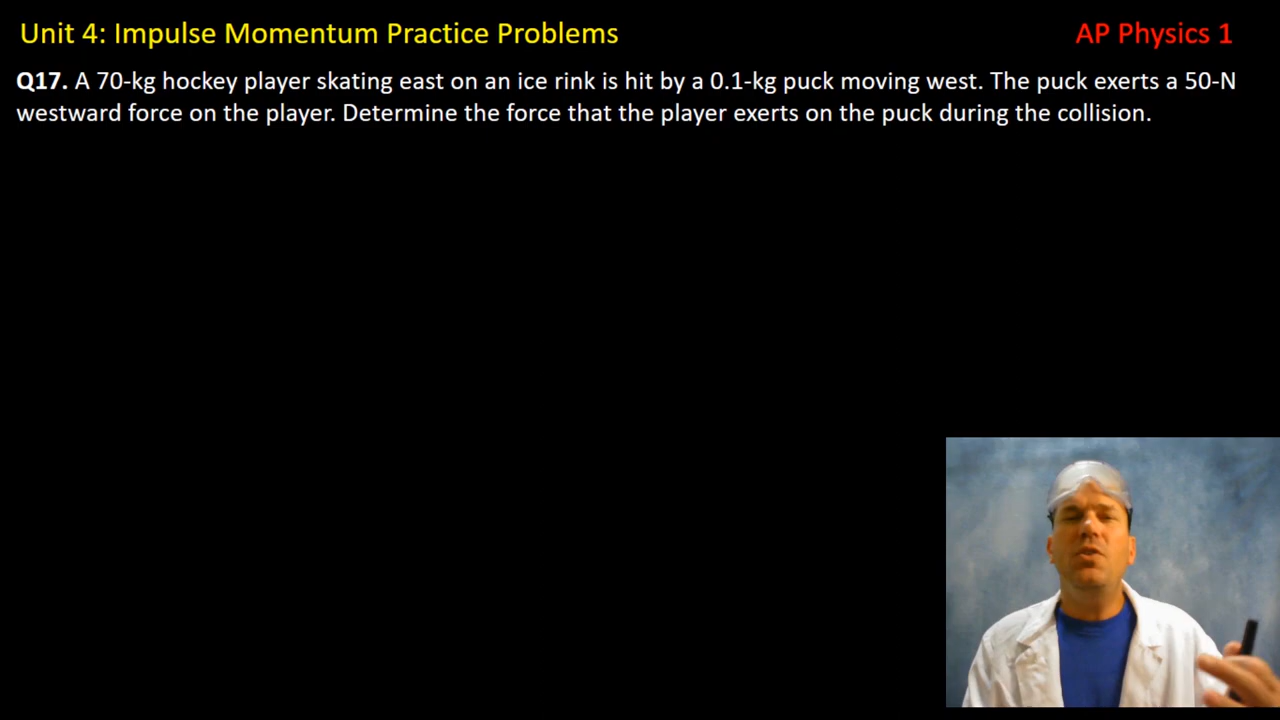 Unit 4: Impulse Momentum Practice Problems
AP Physics 1
Q17. A 70-kg hockey player skating east on an ice rink is hit by a 0.1-kg puck moving west. The puck exerts a 50-N
westward force on the player. Determine the force that the player exerts on the puck during the collision.